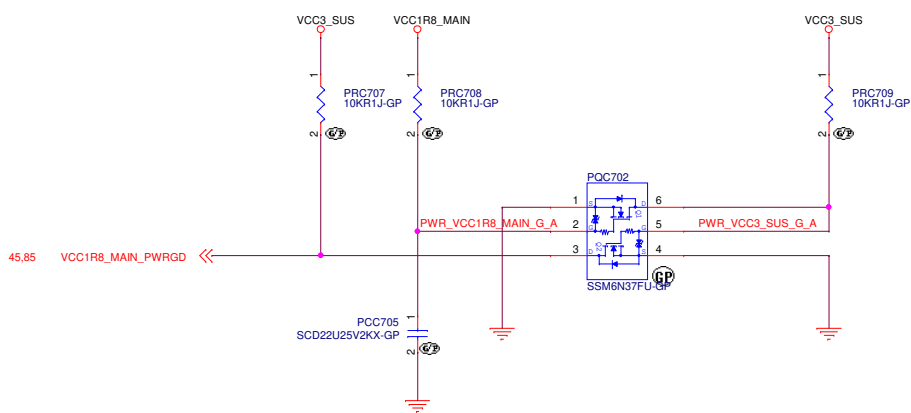 VCC3_SUS
VCC1R8_MAIN
VCC3_SUS
1
1
1
PRC707
10KR1J-GP
PRC708
10KR1J-GP
PRC709
10KR1J-GP
2
G/P
2
G/P
2
G/P
PQC702
1
S
D
6
Q1
PWR_VCC1R8_MAIN_G_A
2
G
G
5
PWR_VCC3_SUS_G_A
Q2
3
D
S
4
45,85
VCC1R8_MAIN_PWRGD
GP
SSM6N37FU-GP
1
PCC705
SCD22U25V2KX-GP
2
G/P